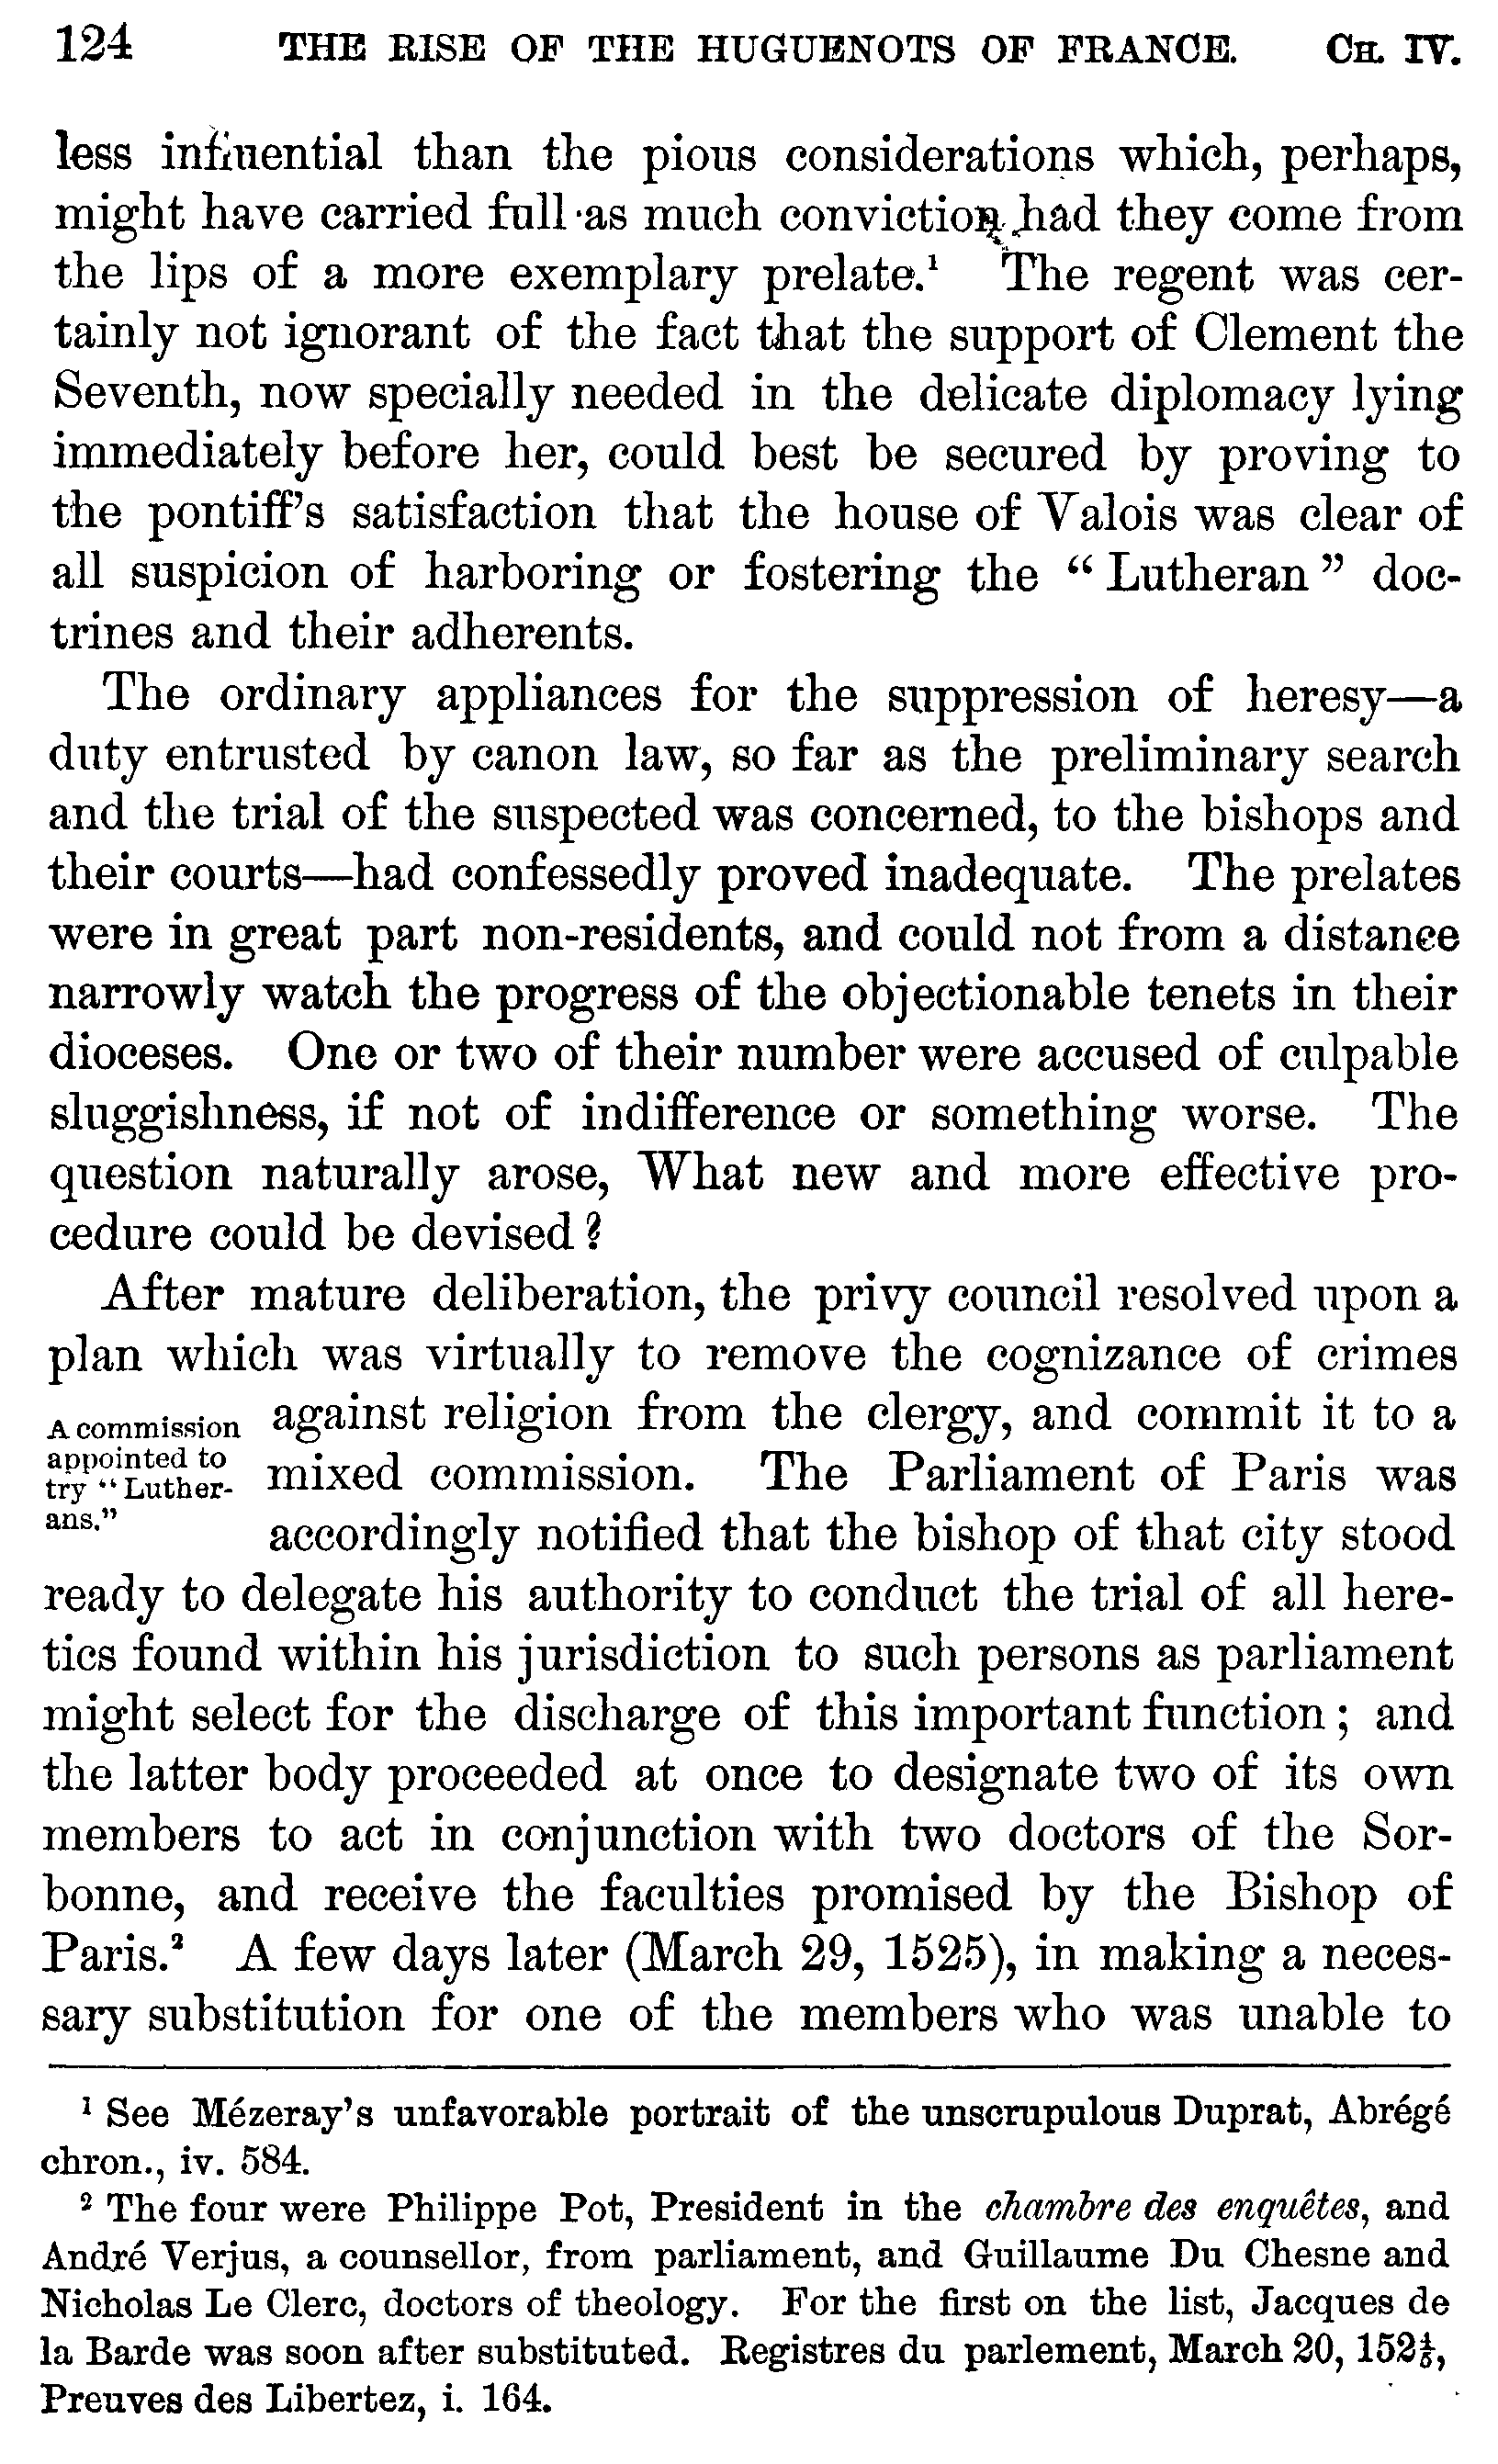 124 THE RISE OF THE HUGUENOTS OF FRANCE. CH. IV.
less influential than the pious considerations which, perhaps,
might have carried full as much conviction had they come from
the lips of a more exemplary prelate.¹ The regent was cer-
tainly not ignorant of the fact that the support of Clement the
Seventh, now specially needed in the delicate diplomacy lying
immediately before her, could best be secured by proving to
the pontiff's satisfaction that the house of Valois was clear of
all suspicion of harboring or fostering the "Lutheran" doc-
trines and their adherents.
The ordinary appliances for the suppression of heresy—a
duty entrusted by canon law, so far as the preliminary search
and the trial of the suspected was concerned, to the bishops and
their courts—had confessedly proved inadequate. The prelates
were in great part non-residents, and could not from a distance
narrowly watch the progress of the objectionable tenets in their
dioceses. One or two of their number were accused of culpable
sluggishness, if not of indifference or something worse. The
question naturally arose, What new and more effective pro-
cedure could be devised?
After mature deliberation, the privy council resolved upon a
plan which was virtually to remove the cognizance of crimes
A commission
appointed to
try "Luther-
ans."
against religion from the clergy, and commit it to a
mixed commission. The Parliament of Paris was
accordingly notified that the bishop of that city stood
ready to delegate his authority to conduct the trial of all here-
tics found within his jurisdiction to such persons as parliament
might select for the discharge of this important function; and
the latter body proceeded at once to designate two of its own
members to act in conjunction with two doctors of the Sor-
bonne, and receive the faculties promised by the Bishop of
Paris.² A few days later (March 29, 1525), in making a neces-
sary substitution for one of the members who was unable to
¹ See Mézeray's unfavorable portrait of the unscrupulous Duprat, Abrégé
chron., iv. 584.
² The four were Philippe Pot, President in the chambre des enquêtes, and
André Verjus, a counsellor, from parliament, and Guillaume Du Chesne and
Nicholas Le Clerc, doctors of theology. For the first on the list, Jacques de
la Barde was soon after substituted. Registres du parlement, March 20, 152⅘,
Preuves des Libertez, i. 164.